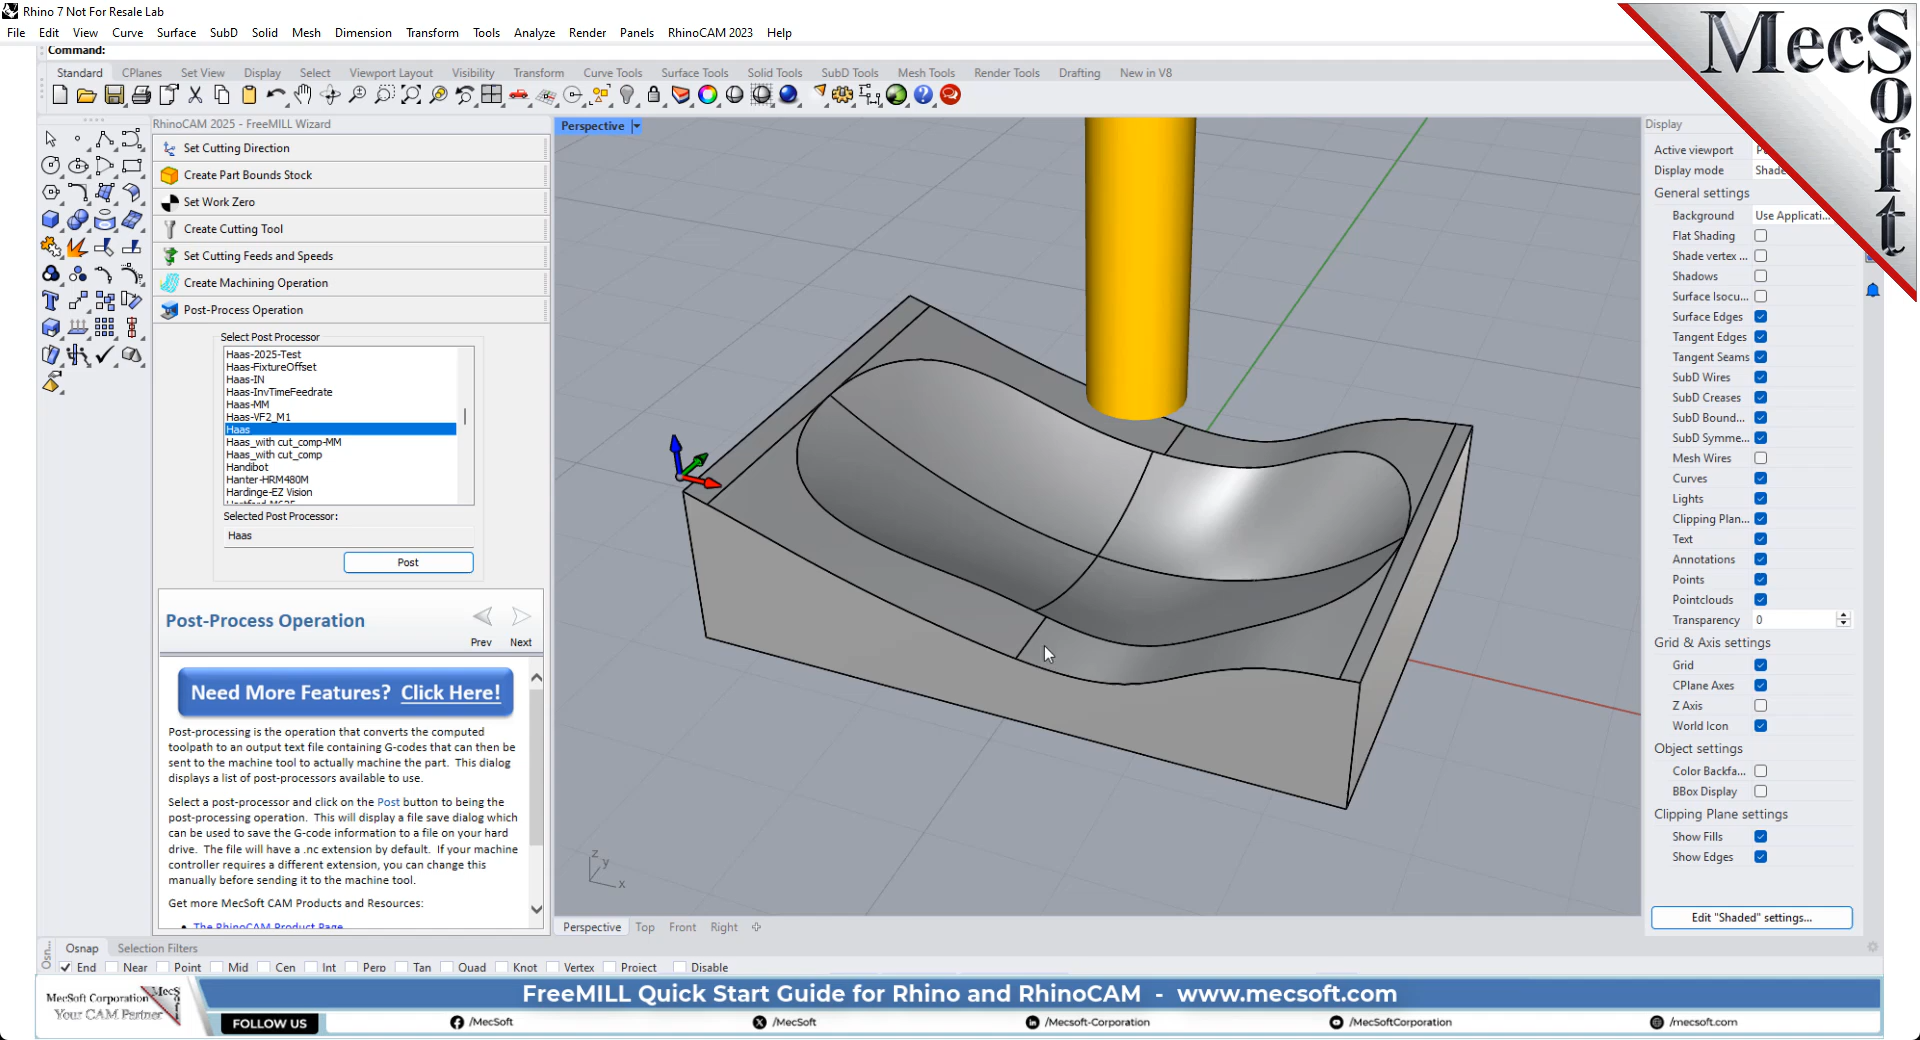 Rhino 7 Not For Resale Lab
File Edit View Curve Surface SubD Solid Mesh Dimension Transform Tools Analyze Render Panels RhinoCAM 2023 Help
Command:
Standard CPlanes Set View Display Select Viewport Layout Visibility Transform Curve Tools Surface Tools Solid Tools SubD Tools Mesh Tools Render Tools Drafting New in V8
MecSoft
RhinoCAM 2025 - FreeMILL Wizard
Set Cutting Direction
Create Part Bounds Stock
Set Work Zero
Create Cutting Tool
Set Cutting Feeds and Speeds
Create Machining Operation
Post-Process Operation
Select Post Processor
Haas-2025-Test
Haas-FixtureOffset
Haas-IN
Haas-InvTimeFeedrate
Haas-MM
Haas-VF2_M1
Haas
Haas_with cut_comp-MM
Haas_with cut_comp
Handibot
Hanter-HRM480M
Hardinge-EZ Vision
Selected Post Processor:
Haas
Post
Post-Process Operation
Prev Next
Need More Features? Click Here!
Post-processing is the operation that converts the computed
toolpath to an output text file containing G-codes that can then be
sent to the machine tool to actually machine the part. This dialog
displays a list of post-processors available to use.
Select a post-processor and click on the Post button to being the
post-processing operation. This will display a file save dialog which
can be used to save the G-code information to a file on your hard
drive. The file will have a .nc extension by default. If your machine
controller requires a different extension, you can change this
manually before sending it to the machine tool.
Get more MecSoft CAM Products and Resources:
• The RhinoCAM Product Page
Perspective
z
y
x
Perspective Top Front Right
Display
Active viewport
Display mode Shade
General settings
Background Use Applicati...
Flat Shading
Shade vertex ...
Shadows
Surface Isocu...
Surface Edges
Tangent Edges
Tangent Seams
SubD Wires
SubD Creases
SubD Bound...
SubD Symme...
Mesh Wires
Curves
Lights
Clipping Plan...
Text
Annotations
Points
Pointclouds
Transparency 0
Grid & Axis settings
Grid
CPlane Axes
Z Axis
World Icon
Object settings
Color Backfa...
BBox Display
Clipping Plane settings
Show Fills
Show Edges
Edit "Shaded" settings...
Osn...
Osnap Selection Filters
End Near Point Mid Cen Int Perp Tan Quad Knot Vertex Project Disable
MecSoft Corporation
Your CAM Partner
MecS
FreeMILL Quick Start Guide for Rhino and RhinoCAM - www.mecsoft.com
FOLLOW US /MecSoft /MecSoft /Mecsoft-Corporation /MecSoftCorporation /mecsoft.com